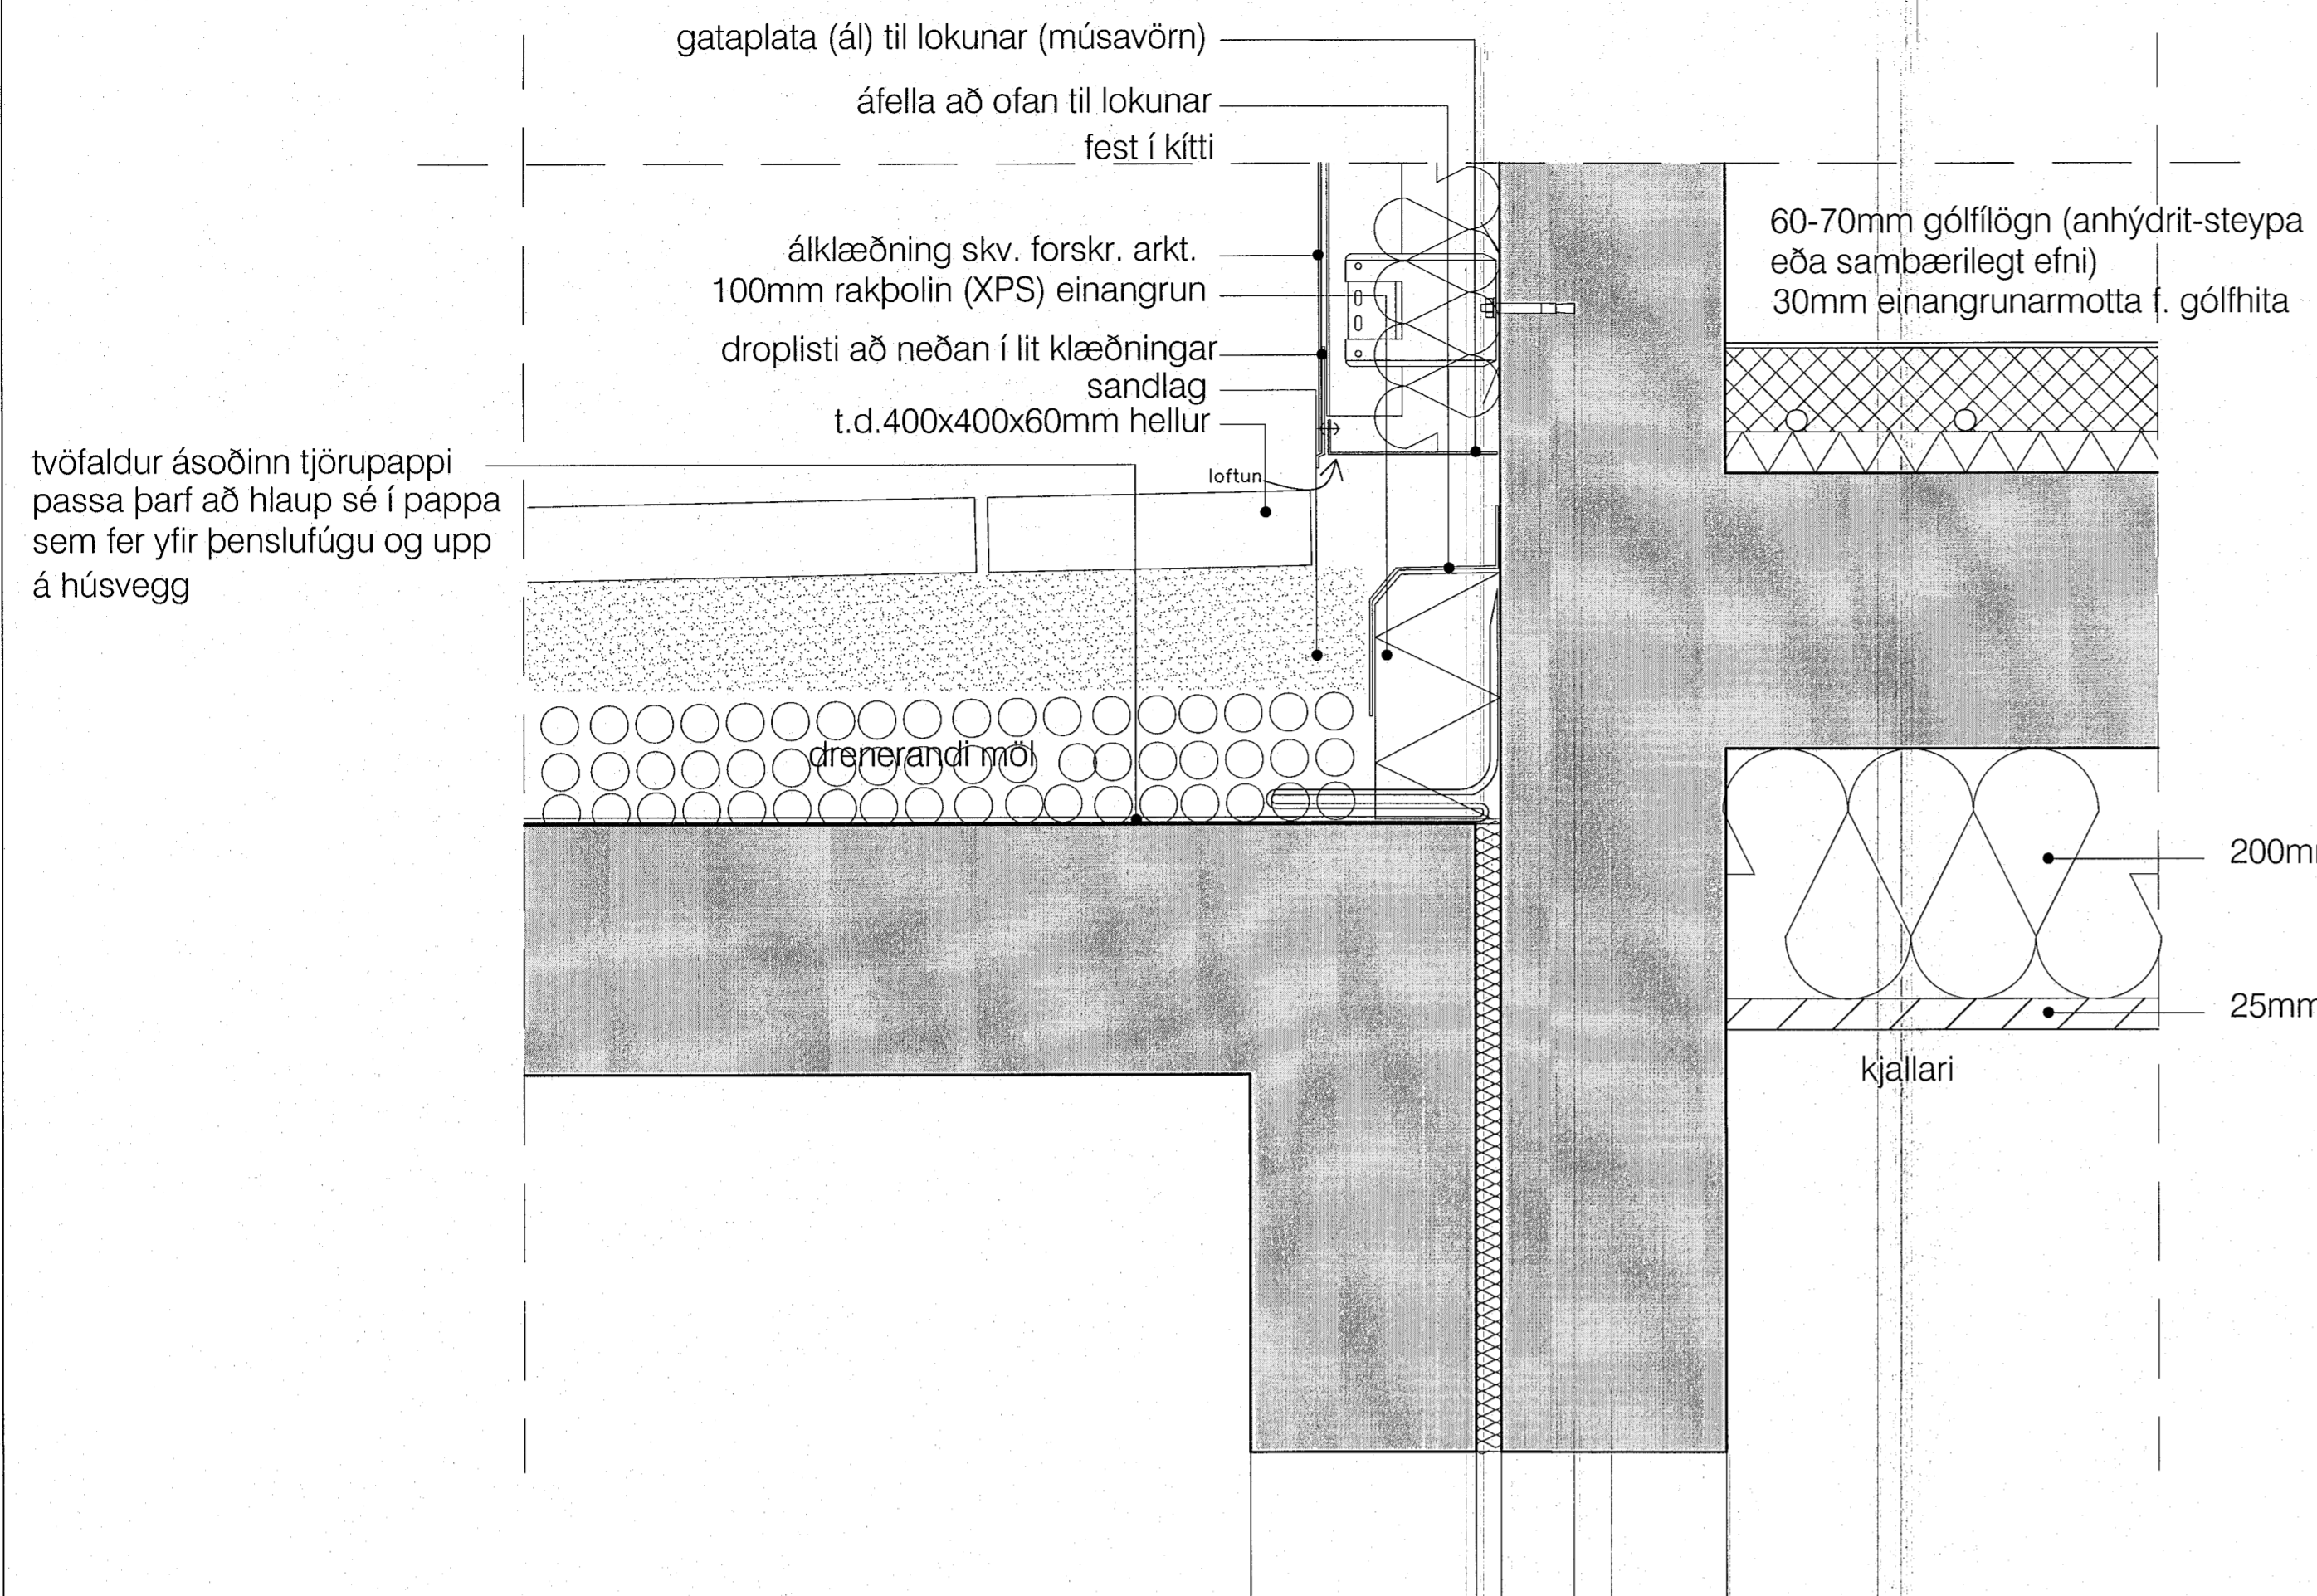 gataplata (ál) til lokunar (músavörn)
áfella að ofan til lokunar
fest í kítti
álklæðning skv. forskr. arkt.
100mm rakþolin (XPS) einangrun
droplisti að neðan í lit klæðningar
sandlag
t.d.400x400x60mm hellur
loftun
tvöfaldur ásoðinn tjörupappi
passa þarf að hlaup sé í pappa
sem fer yfir þenslufúgu og upp
á húsvegg
drenerandi möl
60-70mm gólfílögn (anhýdrit-steypa
eða sambærilegt efni)
30mm einangrunarmotta f. gólfhita
200m
25mm
kjallari